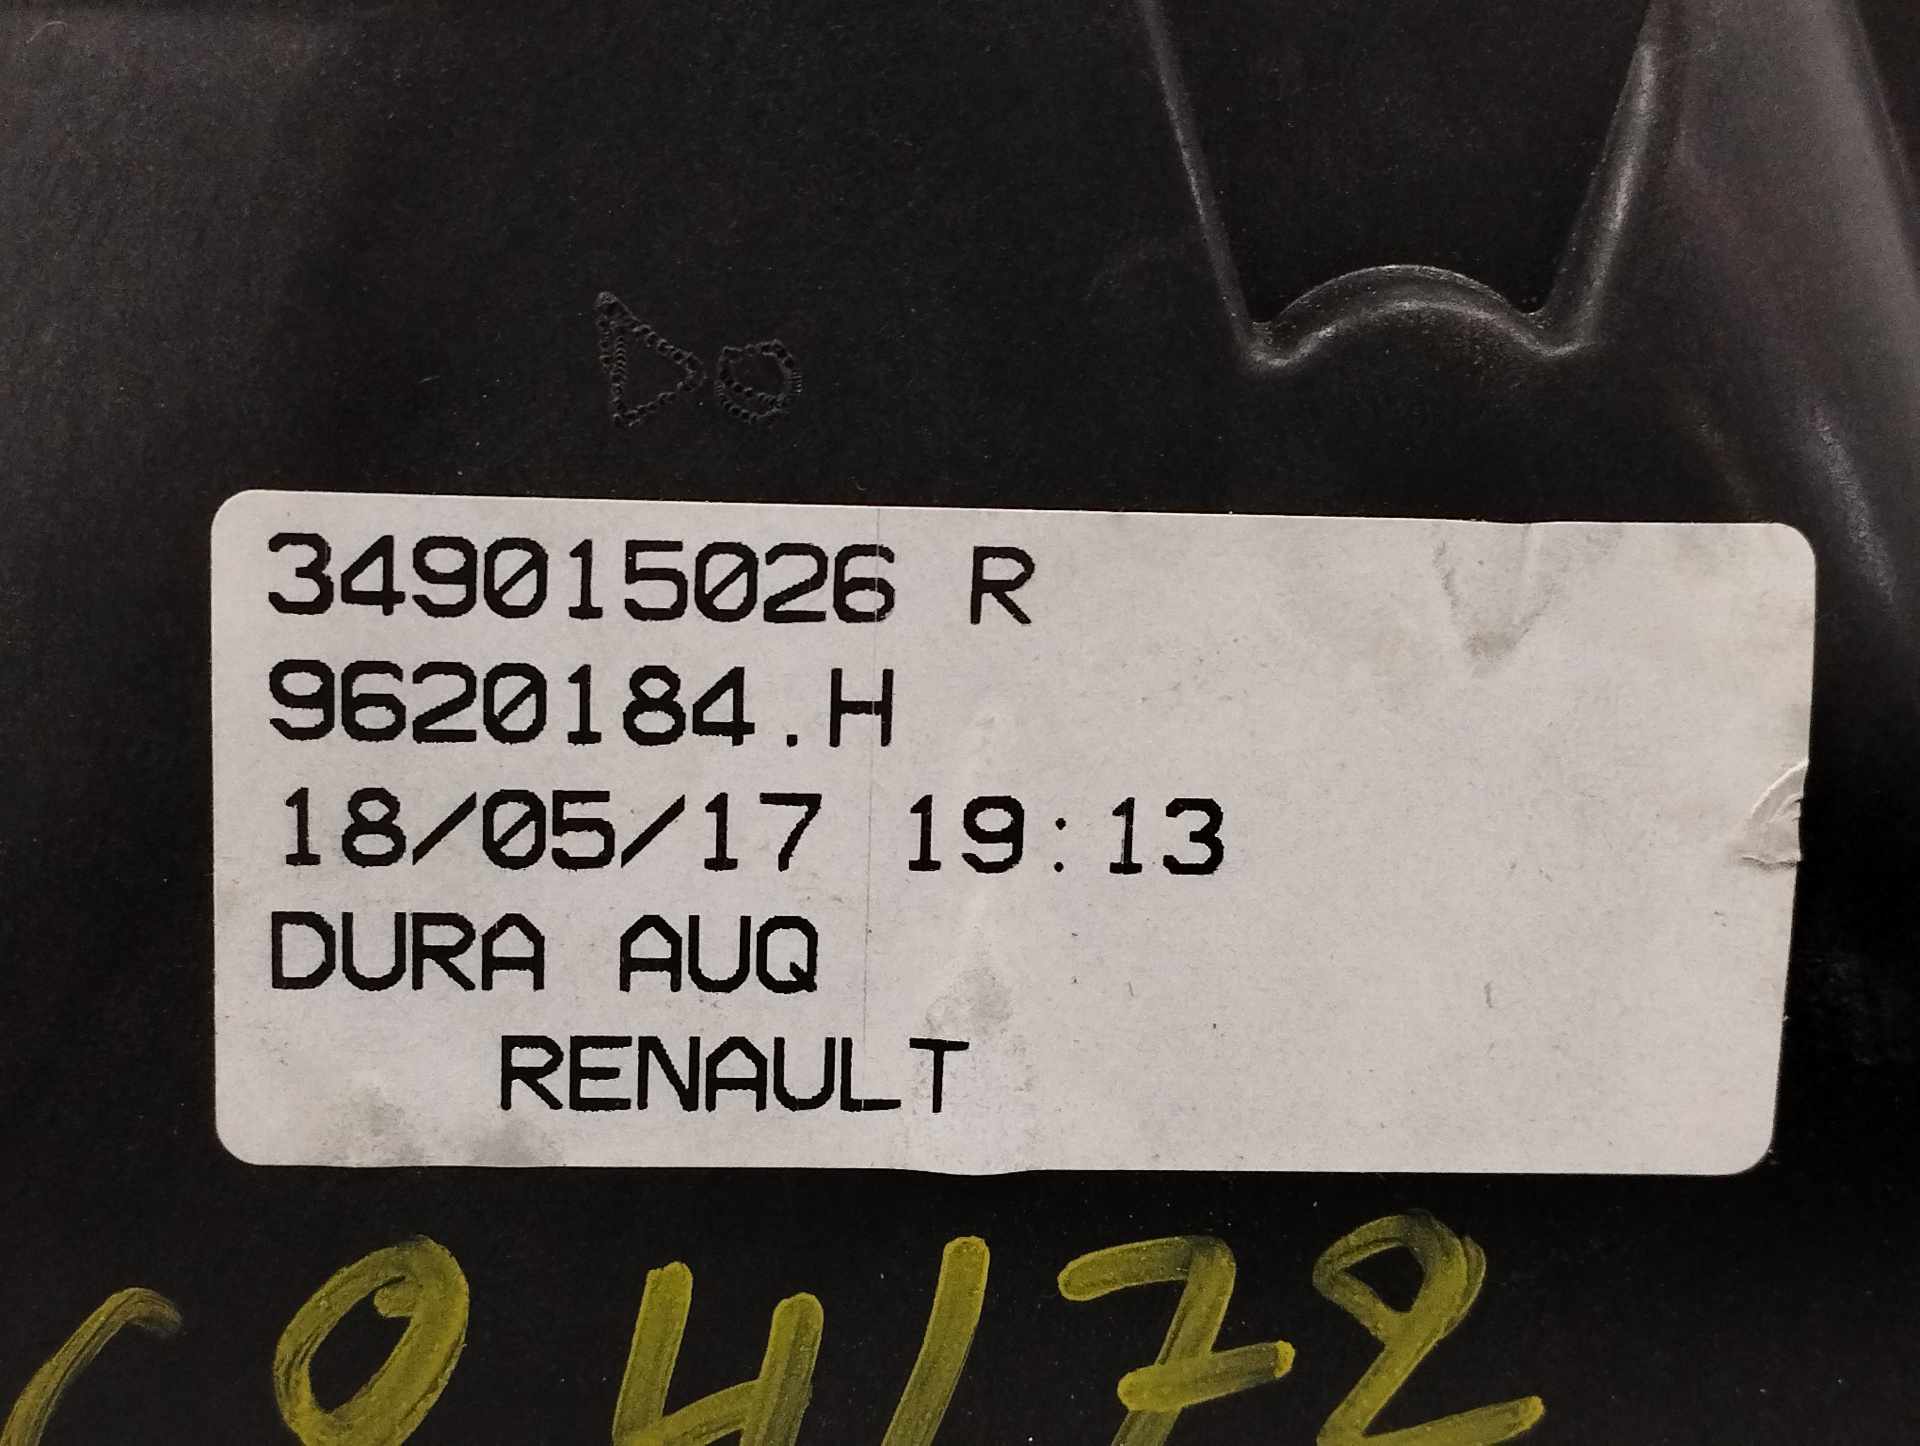 349015026 R
9620184.H
18/05/17 19:13
DURA AUQ
RENAULT